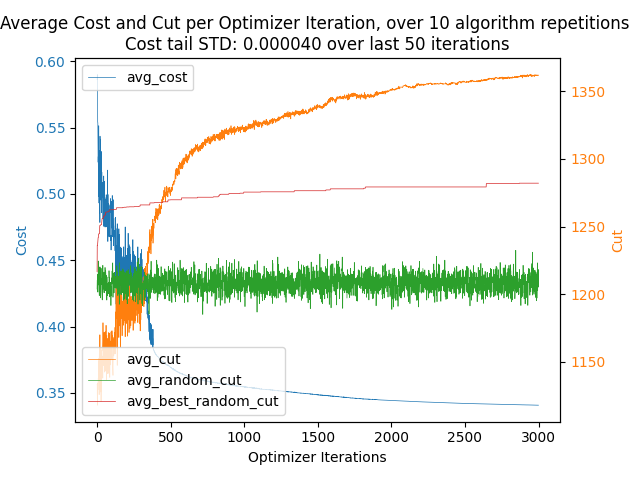 Average Cost and Cut per Optimizer Iteration, over 10 algorithm repetitions
Cost tail STD: 0.000040 over last 50 iterations
avg_cost
0.60
0.55
0.50
0.45
0.40
0.35
Cost
1350
1300
1250
1200
1150
Cut
avg_cut
avg_random_cut
avg_best_random_cut
0
500
1000
1500
2000
2500
3000
Optimizer Iterations